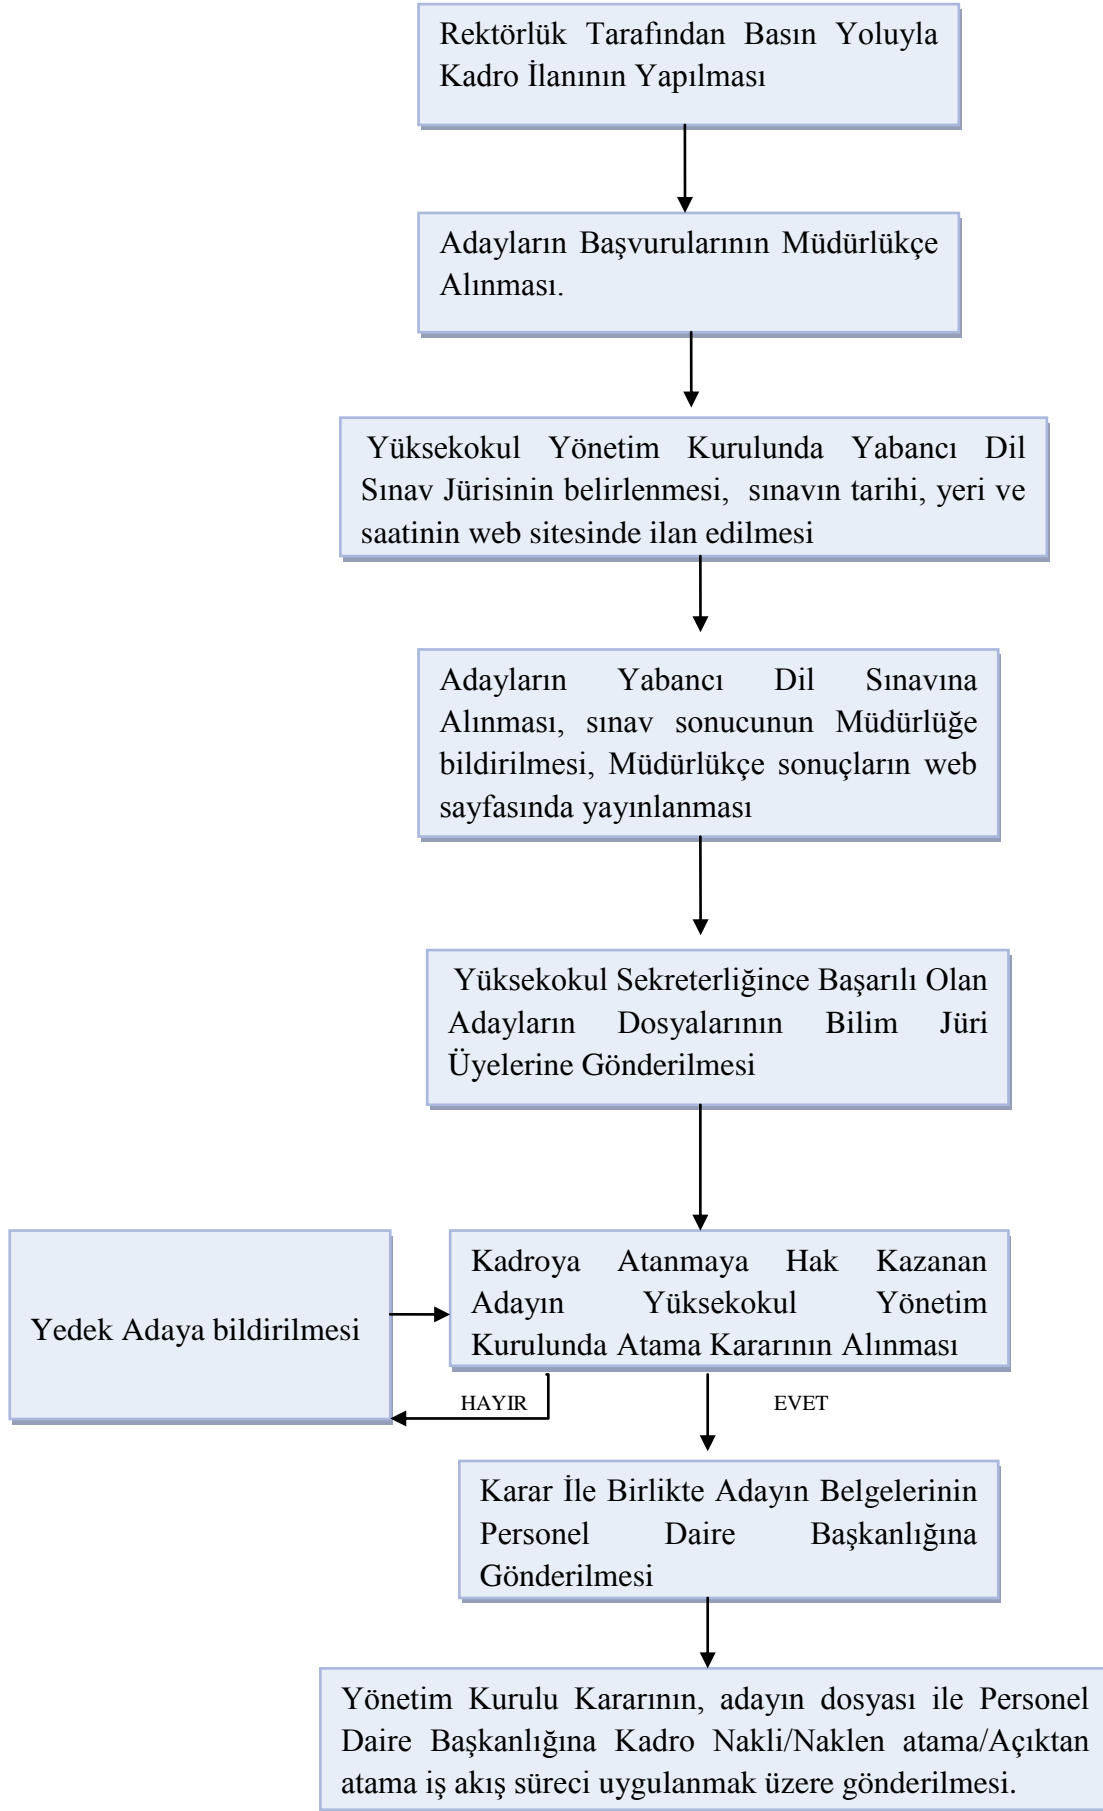 Rektörlük Tarafından Basın Yoluyla
Kadro İlanının Yapılması
Adayların Başvurularının Müdürlükçe
Alınması.
Yüksekokul Yönetim Kurulunda Yabancı Dil
Sınav Jürisinin belirlenmesi, sınavın tarihi, yeri ve
saatinin web sitesinde ilan edilmesi
Adayların Yabancı Dil Sınavına
Alınması, sınav sonucunun Müdürlüğe
bildirilmesi, Müdürlükçe sonuçların web
sayfasında yayınlanması
Yüksekokul Sekreterliğince Başarılı Olan
Adayların Dosyalarının Bilim Jüri
Üyelerine Gönderilmesi
Kadroya Atanmaya Hak Kazanan
Adayın Yüksekokul Yönetim
Kurulunda Atama Kararının Alınması
Yedek Adaya bildirilmesi
HAYIR
EVET
Karar İle Birlikte Adayın Belgelerinin
Personel Daire Başkanlığına
Gönderilmesi
Yönetim Kurulu Kararının, adayın dosyası ile Personel
Daire Başkanlığına Kadro Nakli/Naklen atama/Açıktan
atama iş akış süreci uygulanmak üzere gönderilmesi.